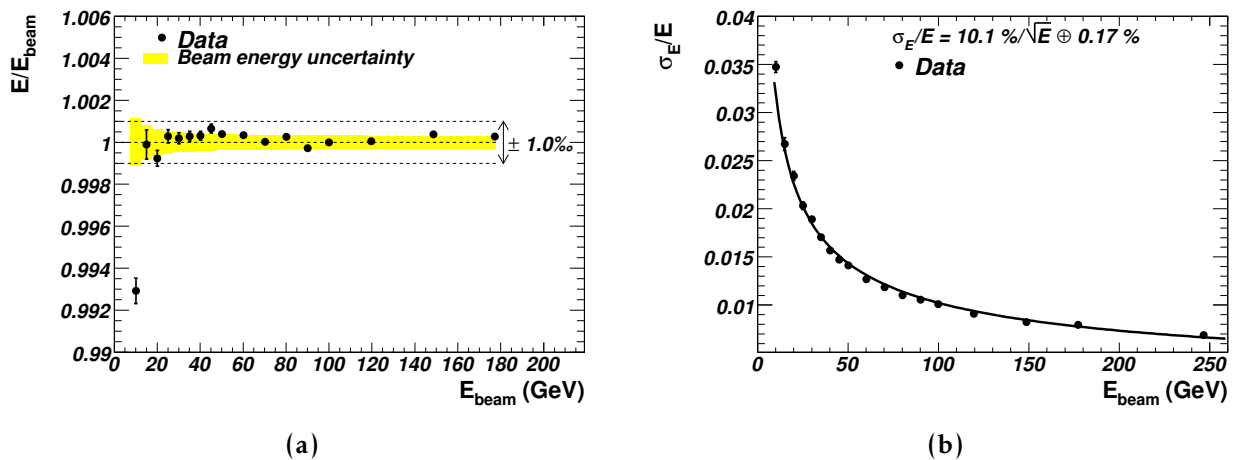 E/E_beam
1.006
1.004
1.002
1
0.998
0.996
0.994
0.992
0.99
Data
Beam energy uncertainty
± 1.0‰
0 20 40 60 80 100 120 140 160 180 200
E_beam (GeV)
(a)
σ_E/E
0.04
0.035
0.03
0.025
0.02
0.015
0.01
σ_E/E = 10.1 %/√E ⊕ 0.17 %
Data
0 50 100 150 200 250
E_beam (GeV)
(b)